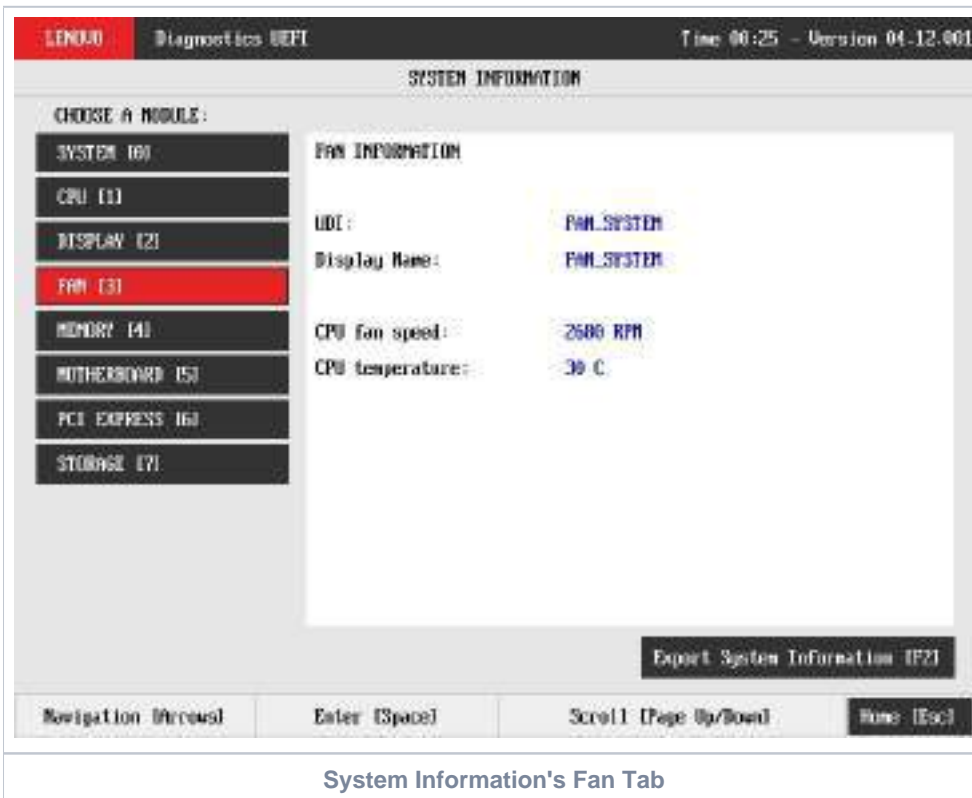 LENOVO Diagnostics UEFI Time 00:25 - Version 04.12.001
SYSTEM INFORMATION
CHOOSE A MODULE:
SYSTEM [0]
CPU [1]
DISPLAY [2]
FAN [3]
MEMORY [4]
MOTHERBOARD [5]
PCI EXPRESS [6]
STORAGE [7]
FAN INFORMATION
UDI: FAN_SYSTEM
Display Name: FAN_SYSTEM
CPU fan speed: 2680 RPM
CPU temperature: 30 C
Export System Information [F2]
Navigation [Arrows] Enter [Space] Scroll [Page Up/Down] Home [Esc]
System Information's Fan Tab